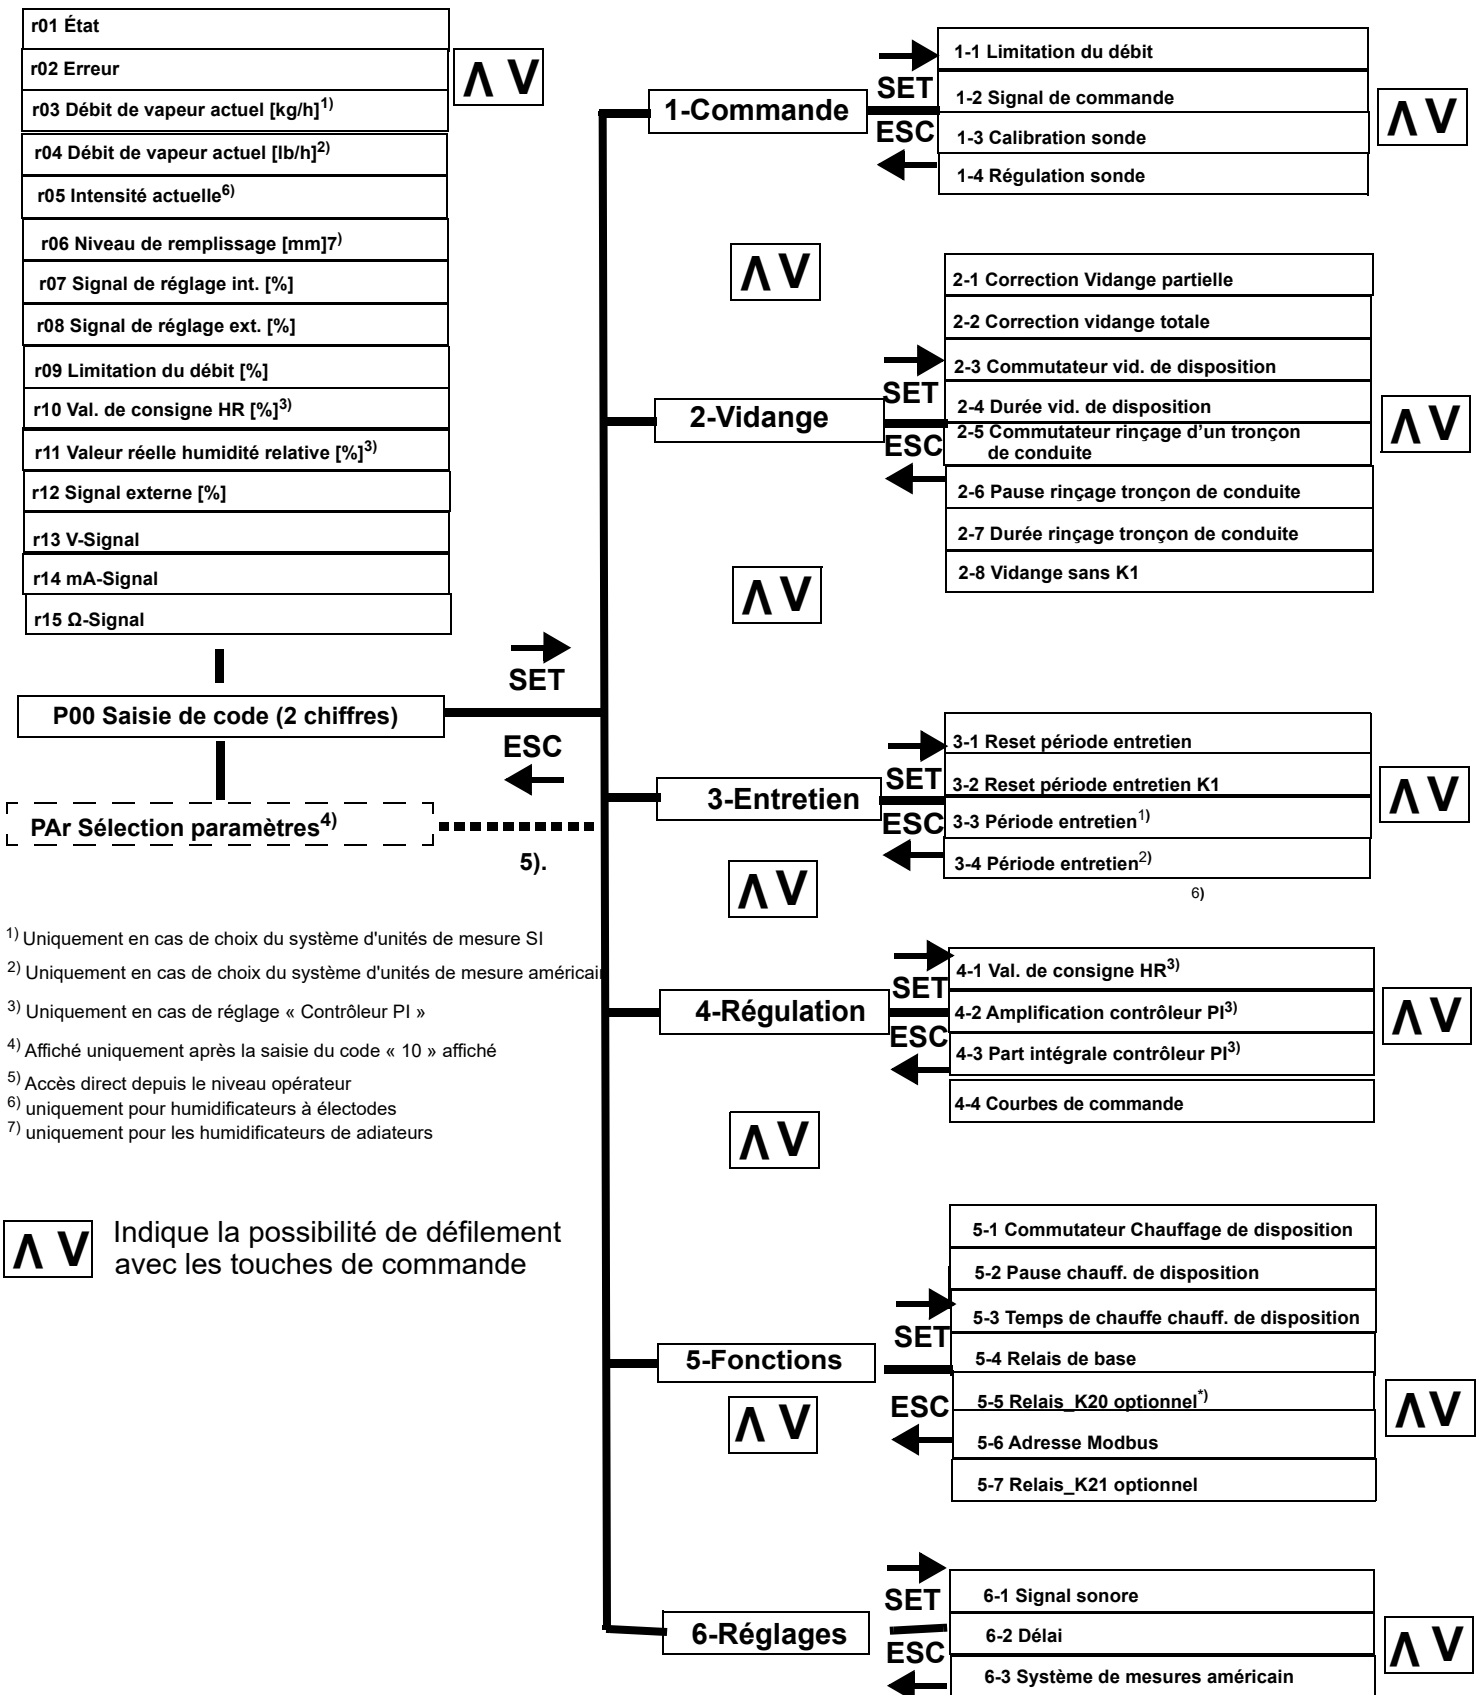 r01 État
r02 Erreur
r03 Débit de vapeur actuel [kg/h]1)
r04 Débit de vapeur actuel [lb/h]2)
r05 Intensité actuelle6)
r06 Niveau de remplissage [mm]7)
r07 Signal de réglage int. [%]
r08 Signal de réglage ext. [%]
r09 Limitation du débit [%]
r10 Val. de consigne HR [%]3)
r11 Valeur réelle humidité relative [%]3)
r12 Signal externe [%]
r13 V-Signal
r14 mA-Signal
r15 Ω-Signal
Λ V
SET
P00 Saisie de code (2 chiffres)
ESC
PAr Sélection paramètres4)
5).
1) Uniquement en cas de choix du système d'unités de mesure SI
2) Uniquement en cas de choix du système d'unités de mesure américain
3) Uniquement en cas de réglage « Contrôleur PI »
4) Affiché uniquement après la saisie du code « 10 » affiché
5) Accès direct depuis le niveau opérateur
6) uniquement pour humidificateurs à électodes
7) uniquement pour les humidificateurs de adiateurs
Λ V
Indique la possibilité de défilement
avec les touches de commande
1-Commande
SET
ESC
1-1 Limitation du débit
1-2 Signal de commande
1-3 Calibration sonde
1-4 Régulation sonde
Λ V
Λ V
2-Vidange
SET
ESC
2-1 Correction Vidange partielle
2-2 Correction vidange totale
2-3 Commutateur vid. de disposition
2-4 Durée vid. de disposition
2-5 Commutateur rinçage d’un tronçon
de conduite
2-6 Pause rinçage tronçon de conduite
2-7 Durée rinçage tronçon de conduite
2-8 Vidange sans K1
Λ V
Λ V
3-Entretien
SET
ESC
3-1 Reset période entretien
3-2 Reset période entretien K1
3-3 Période entretien1)
3-4 Période entretien2)
6)
Λ V
Λ V
4-Régulation
SET
ESC
4-1 Val. de consigne HR3)
4-2 Amplification contrôleur PI3)
4-3 Part intégrale contrôleur PI3)
4-4 Courbes de commande
Λ V
Λ V
5-Fonctions
SET
ESC
5-1 Commutateur Chauffage de disposition
5-2 Pause chauff. de disposition
5-3 Temps de chauffe chauff. de disposition
5-4 Relais de base
5-5 Relais_K20 optionnel*)
5-6 Adresse Modbus
5-7 Relais_K21 optionnel
Λ V
Λ V
6-Réglages
SET
ESC
6-1 Signal sonore
6-2 Délai
6-3 Système de mesures américain
Λ V